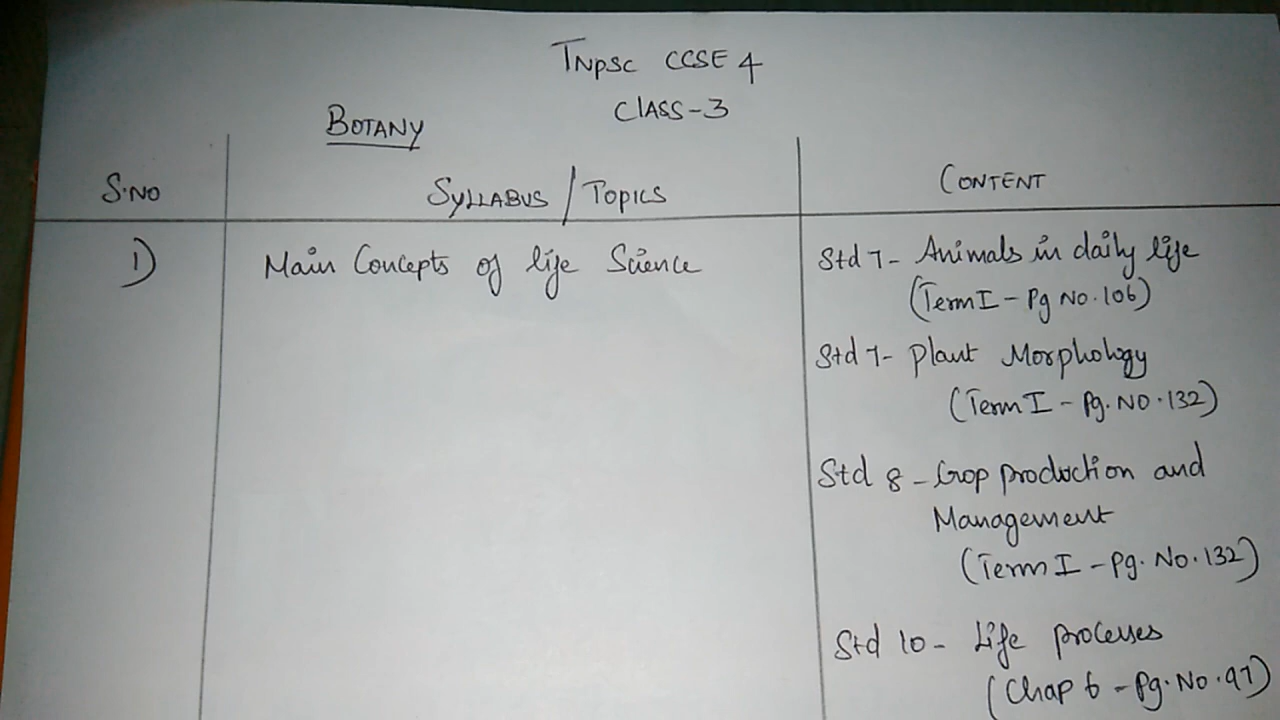 TNPSC CCSE 4
CLASS-3
BOTANY
S.NO
SYLLABUS / TOPICS
CONTENT
1)
Main Concepts of life Science
Std 7- Animals in daily life
(Term I - Pg No. 106)
Std 7- Plant Morphology
(Term I - Pg. NO. 132)
Std 8 - Crop production and
Management
(Term I - Pg. No. 132)
Std 10 - Life processes
(Chap 6 - Pg. No. 97)